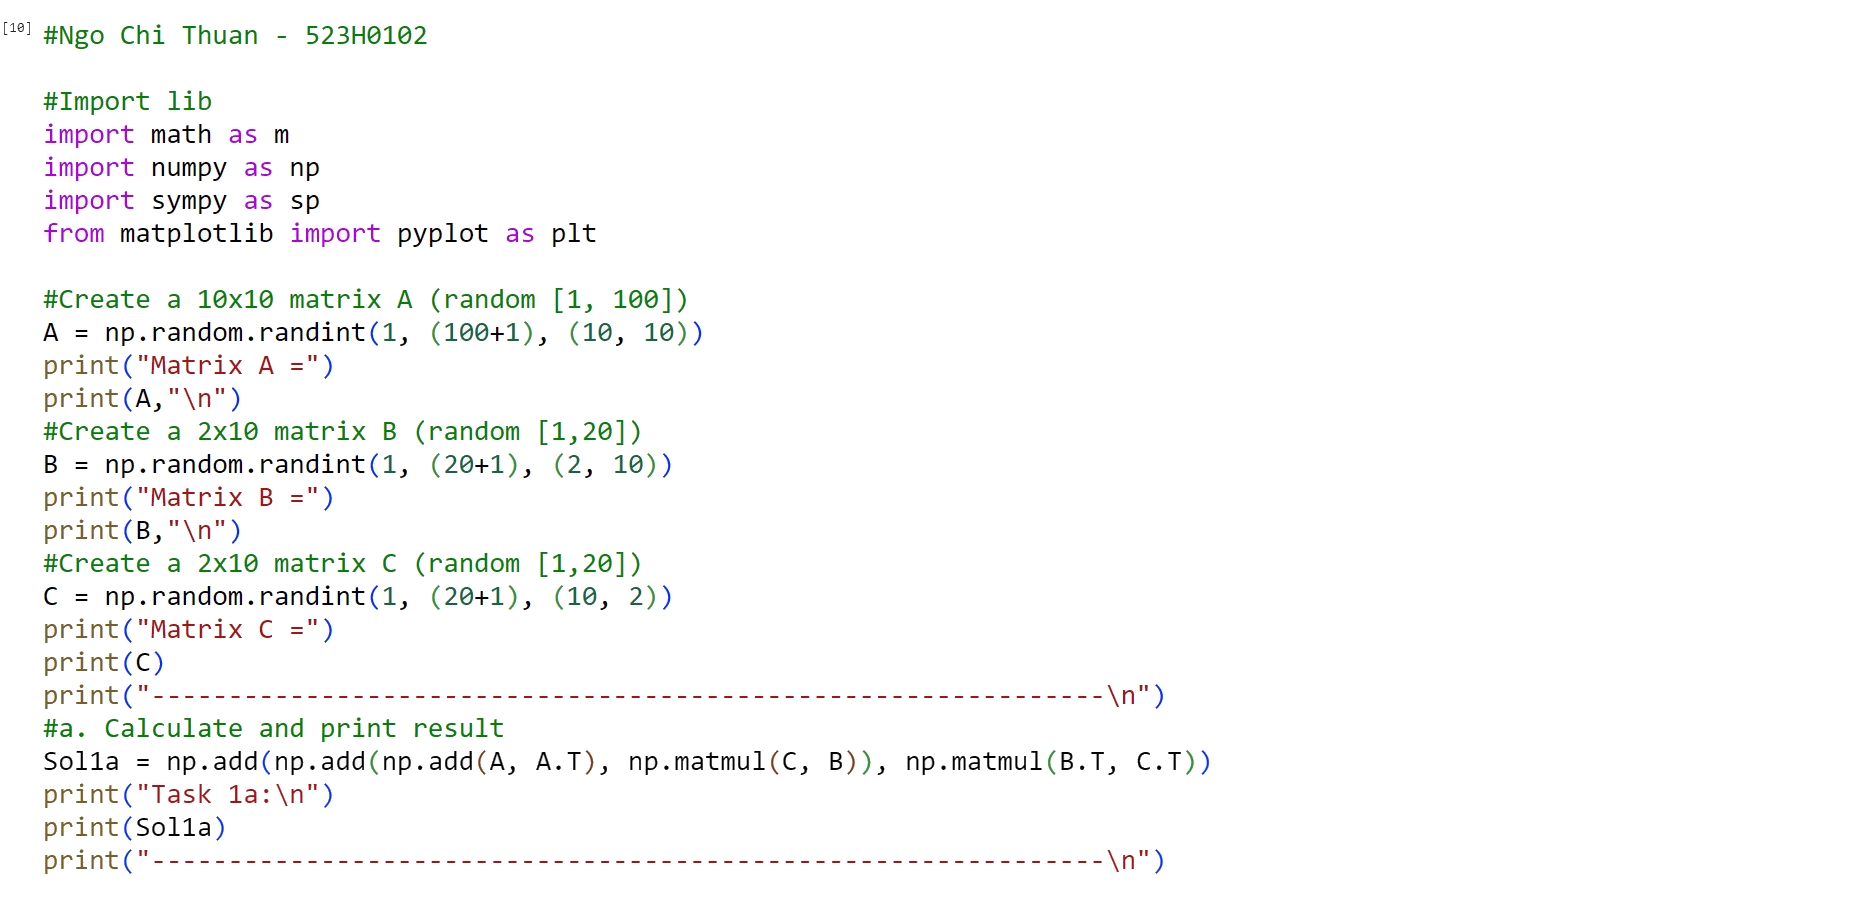 [10] #Ngo Chi Thuan - 523H0102
#Import lib
import math as m
import numpy as np
import sympy as sp
from matplotlib import pyplot as plt
#Create a 10x10 matrix A (random [1, 100])
A = np.random.randint(1, (100+1), (10, 10))
print("Matrix A =")
print(A,"\n")
#Create a 2x10 matrix B (random [1,20])
B = np.random.randint(1, (20+1), (2, 10))
print("Matrix B =")
print(B,"\n")
#Create a 2x10 matrix C (random [1,20])
C = np.random.randint(1, (20+1), (10, 2))
print("Matrix C =")
print(C)
print("--------------------------------------------------------------\n")
#a. Calculate and print result
Sol1a = np.add(np.add(np.add(A, A.T), np.matmul(C, B)), np.matmul(B.T, C.T))
print("Task 1a:\n")
print(Sol1a)
print("--------------------------------------------------------------\n")